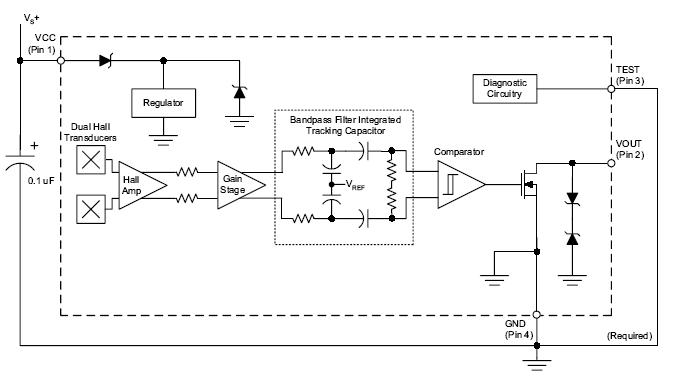 VS+
VCC
(Pin 1)
TEST
(Pin 3)
Diagnostic
Circuitry
Regulator
Bandpass Filter Integrated
Tracking Capacitor
Dual Hall
Transducers
Comparator
VOUT
(Pin 2)
+
0.1 uF
Hall
Amp
Gain
Stage
VREF
GND
(Pin 4)
(Required)